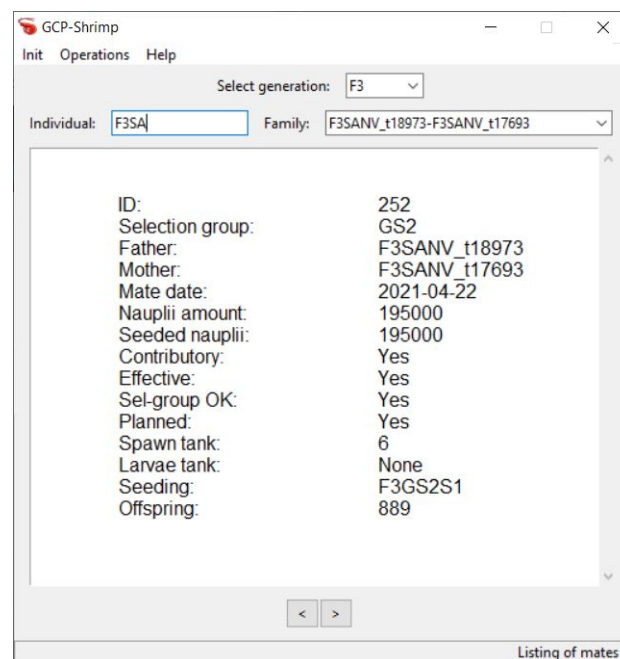 GCP-Shrimp
Init Operations Help
Select generation: F3
Individual: F3SA Family: F3SANV_t18973-F3SANV_t17693
ID: 252
Selection group: GS2
Father: F3SANV_t18973
Mother: F3SANV_t17693
Mate date: 2021-04-22
Nauplii amount: 195000
Seeded nauplii: 195000
Contributory: Yes
Effective: Yes
Sel-group OK: Yes
Planned: Yes
Spawn tank: 6
Larvae tank: None
Seeding: F3GS2S1
Offspring: 889
< >
Listing of mates